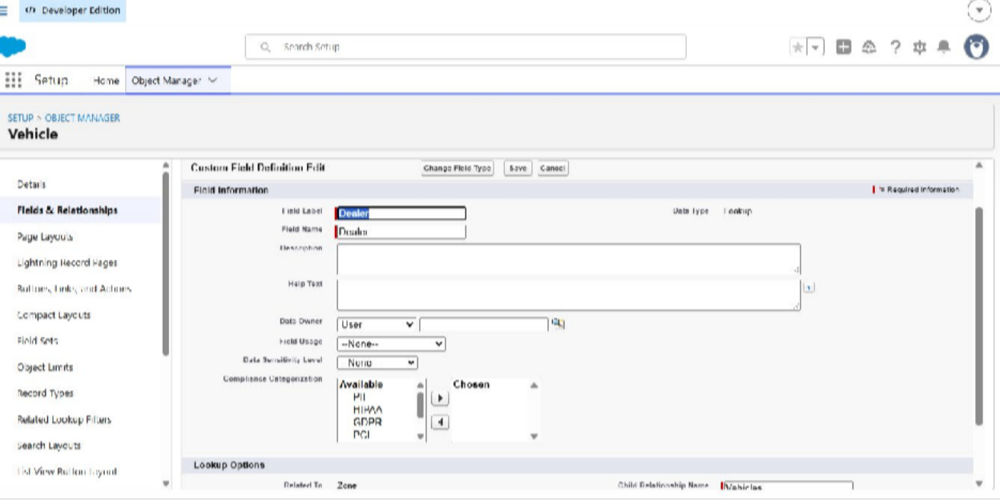 </> Developer Edition
Search Setup
Setup Home Object Manager
SETUP > OBJECT MANAGER
Vehicle
Details
Fields & Relationships
Page Layouts
Lightning Record Pages
Buttons, Links, and Actions
Compact Layouts
Field Sets
Object Limits
Record Types
Related Lookup Filters
Search Layouts
List View Button Layout
Custom Field Definition Edit Change Field Type Save Cancel
Field Information = Required Information
Field Label Dealer Data Type Lookup
Field Name Dealer
Description
Help Text
Data Owner User
Field Usage --None--
Data Sensitivity Level None
Compliance Categorization Available Chosen
PII
HIPAA
GDPR
PCI
Lookup Options
Related To Zone Child Relationship Name Vehicles